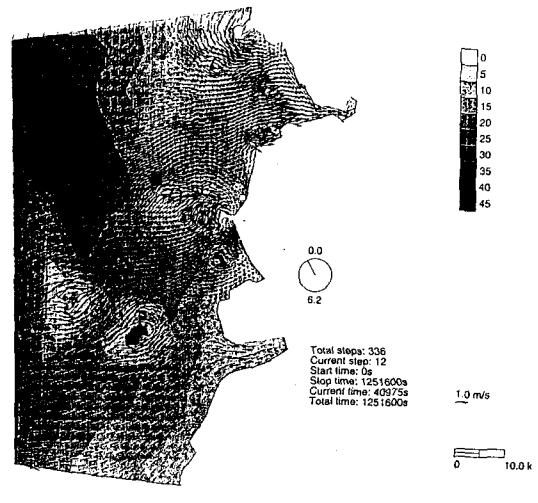 0
5
10
15
20
25
30
35
40
45
0.0
6.2
Total steps: 336
Current step: 12
Start time: 0s
Stop time: 1251600s
Current time: 40975s
Total time: 1251600s
1.0 m/s
0 10.0 k